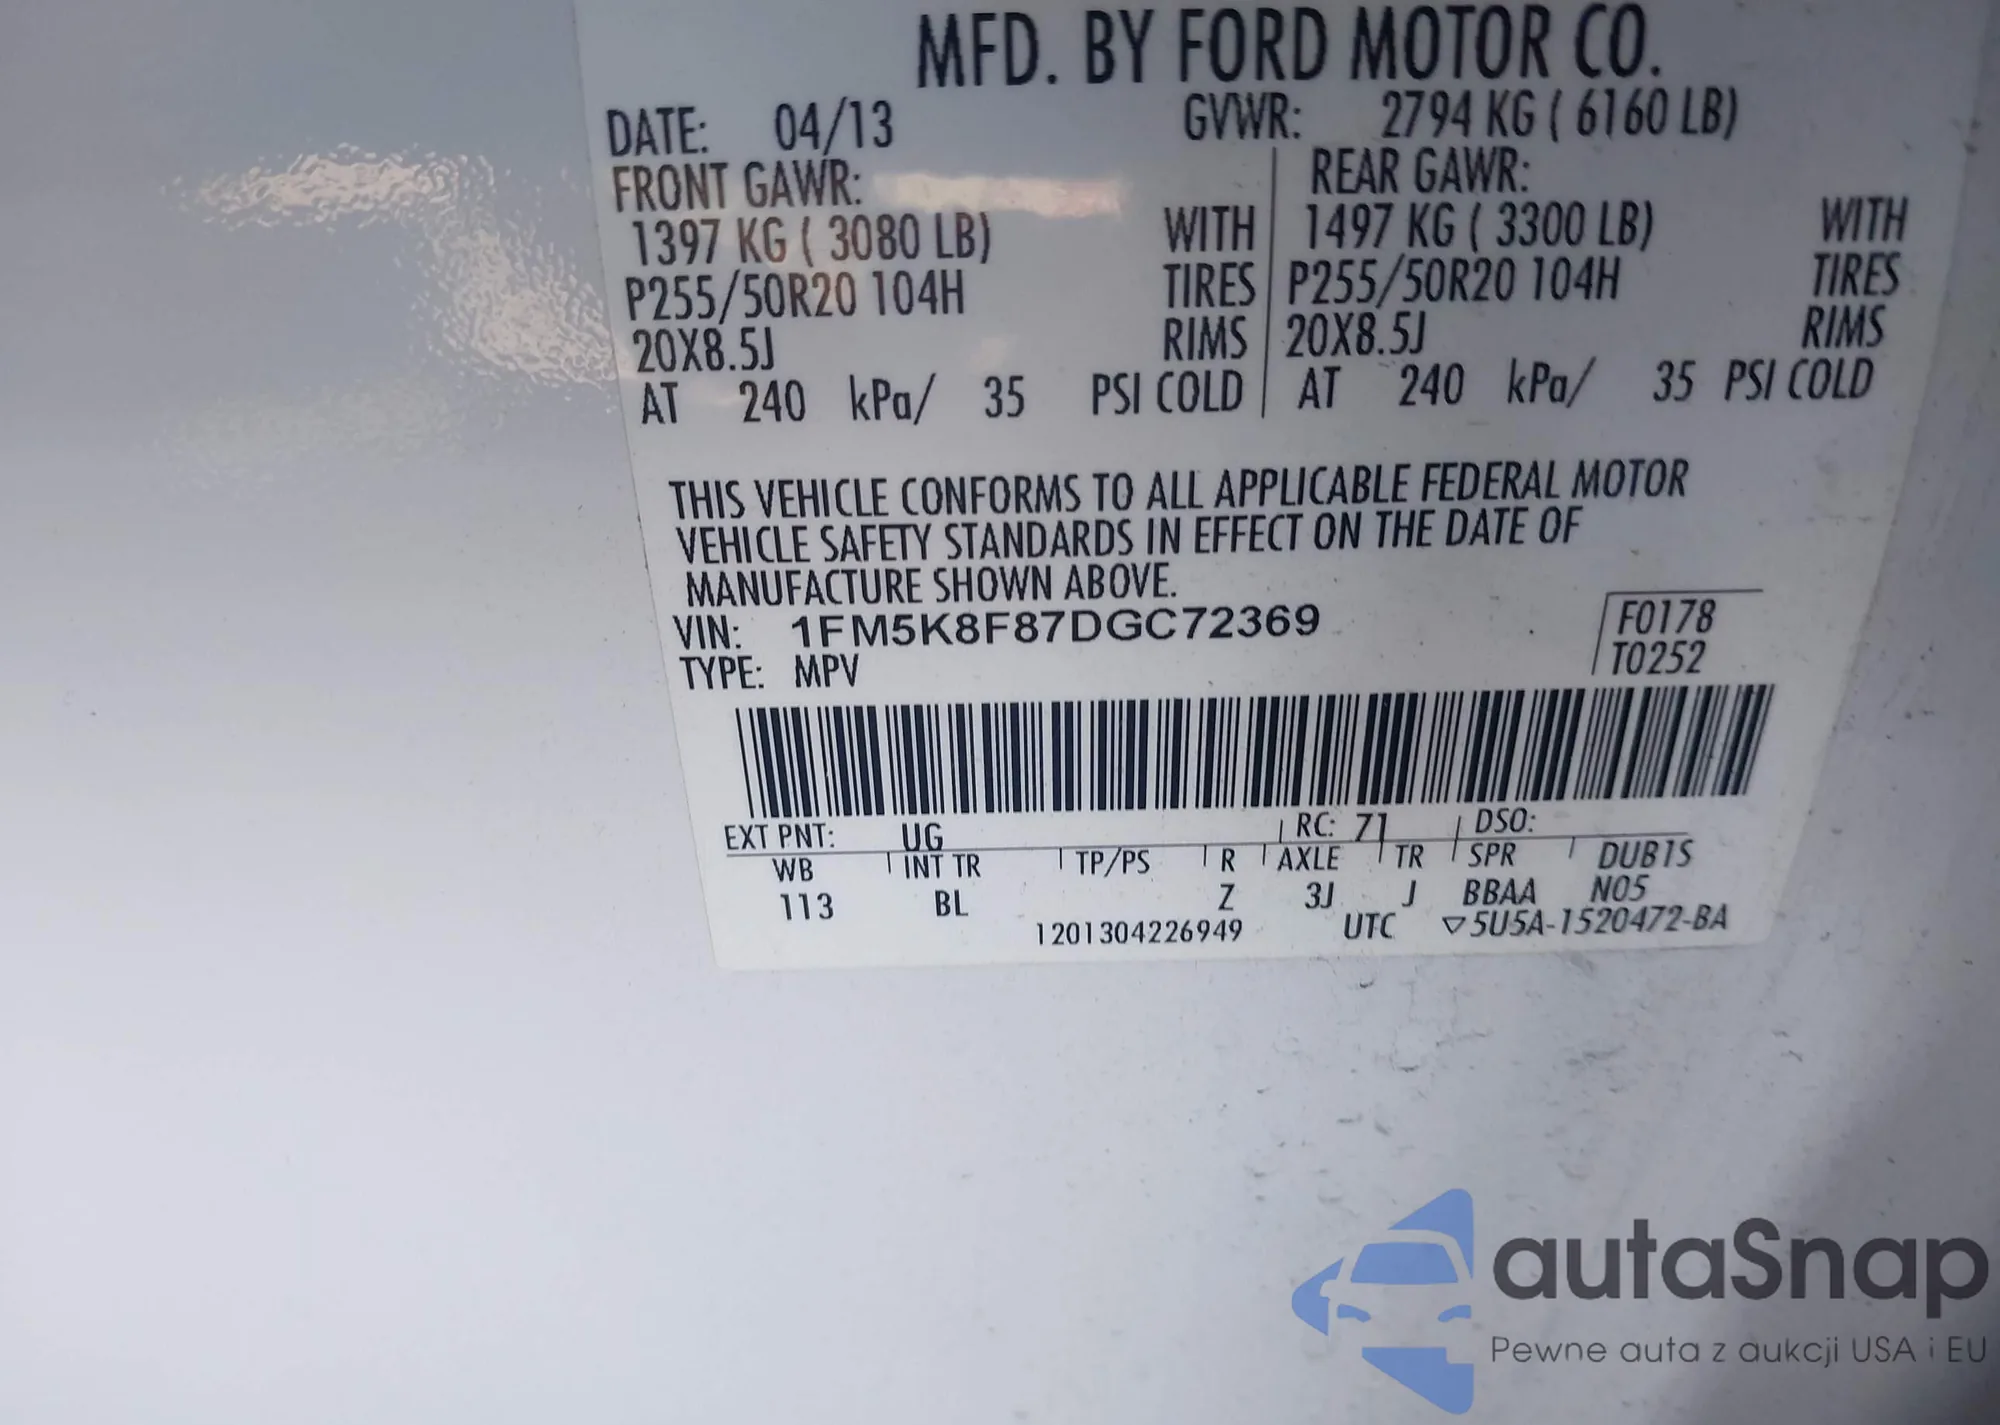 MFD. BY FORD MOTOR CO.
DATE: 04/13 GVWR: 2794 KG ( 6160 LB)
FRONT GAWR: REAR GAWR:
1397 KG ( 3080 LB) WITH 1497 KG ( 3300 LB) WITH
P255/50R20 104H TIRES P255/50R20 104H TIRES
20X8.5J RIMS 20X8.5J RIMS
AT 240 kPa/ 35 PSI COLD AT 240 kPa/ 35 PSI COLD
THIS VEHICLE CONFORMS TO ALL APPLICABLE FEDERAL MOTOR
VEHICLE SAFETY STANDARDS IN EFFECT ON THE DATE OF
MANUFACTURE SHOWN ABOVE.
VIN: 1FM5K8F87DGC72369 F0178
TYPE: MPV T0252
EXT PNT: UG RC: 71 DSO:
WB INT TR TP/PS R AXLE TR SPR DUB1S
113 BL Z 3J J BBAA N05
1201304226949 UTC ▽5U5A-1520472-BA
autaSnap
Pewne auta z aukcji USA i EU